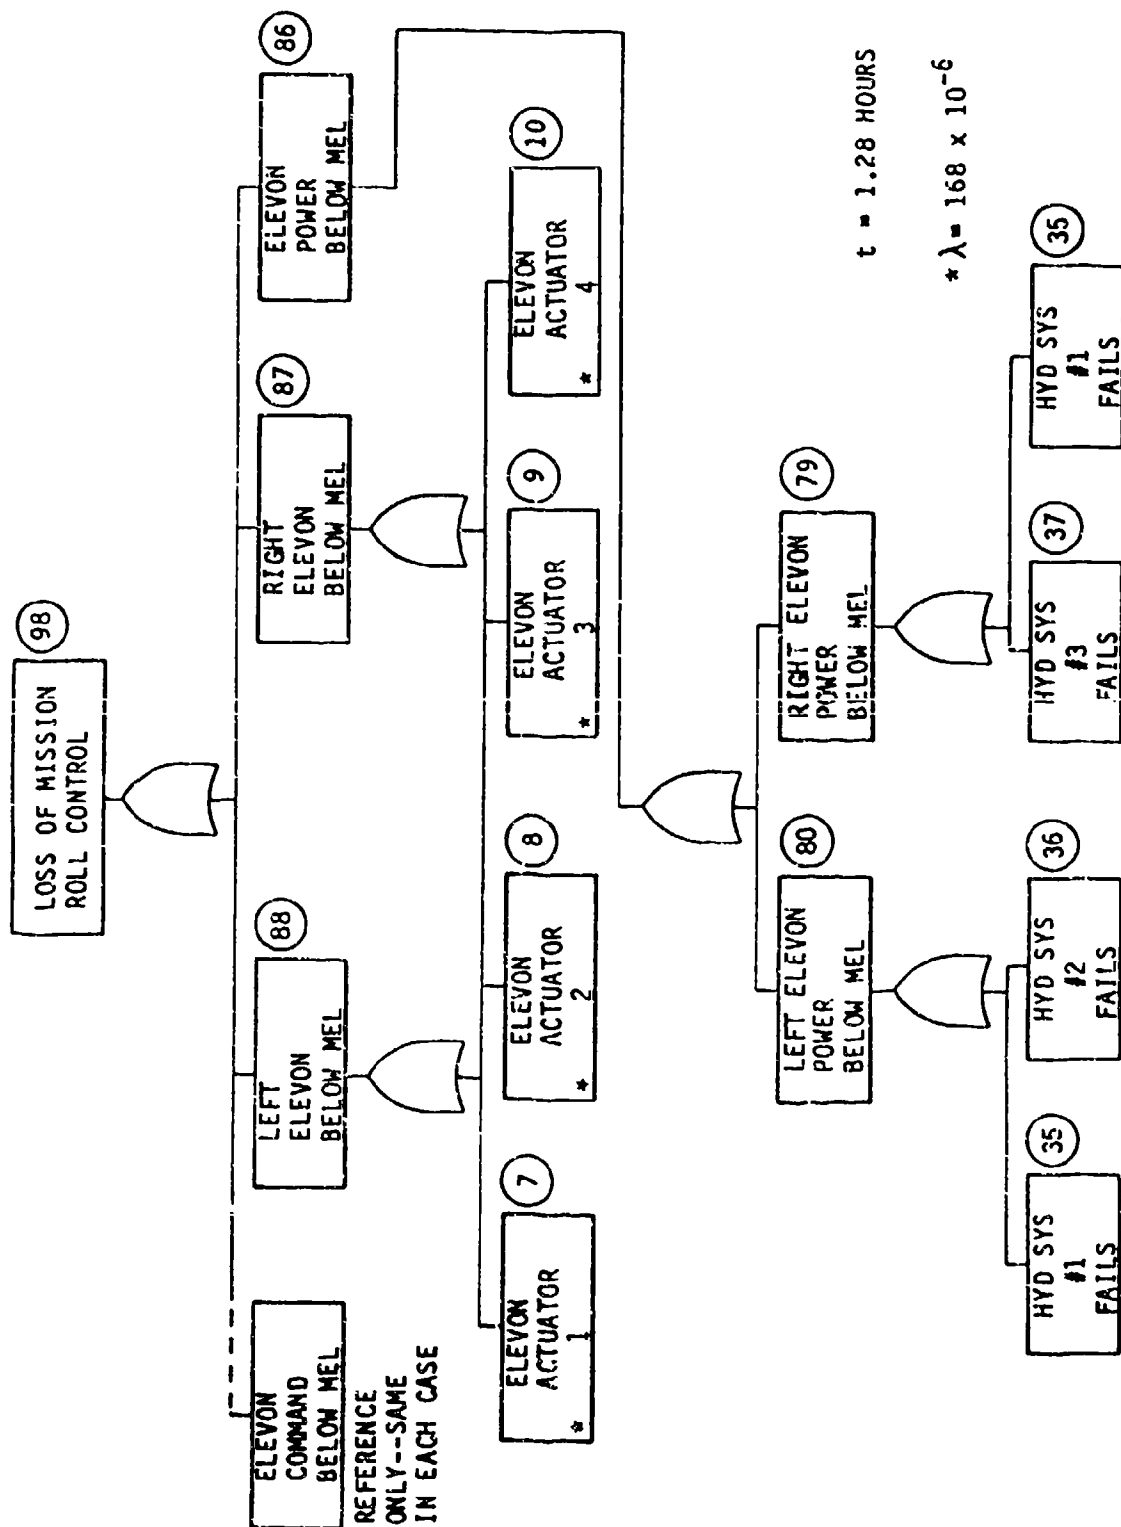 98
LOSS OF MISSION
ROLL CONTROL
ELEVON
COMMAND
BELOW MEL
REFERENCE
ONLY--SAME
IN EACH CASE
88
LEFT
ELEVON
BELOW MEL
87
RIGHT
ELEVON
BELOW MEL
86
ELEVON
POWER
BELOW MEL
7
ELEVON
ACTUATOR
1
*
8
ELEVON
ACTUATOR
2
*
9
ELEVON
ACTUATOR
3
*
10
ELEVON
ACTUATOR
4
*
80
LEFT ELEVON
POWER
BELOW MEL
79
RIGHT ELEVON
POWER
BELOW MEL
35
HYD SYS
#1
FAILS
36
HYD SYS
#2
FAILS
37
HYD SYS
#3
FAILS
35
HYD SYS
#1
FAILS
t = 1.28 HOURS
* λ = 168 x 10⁻⁶